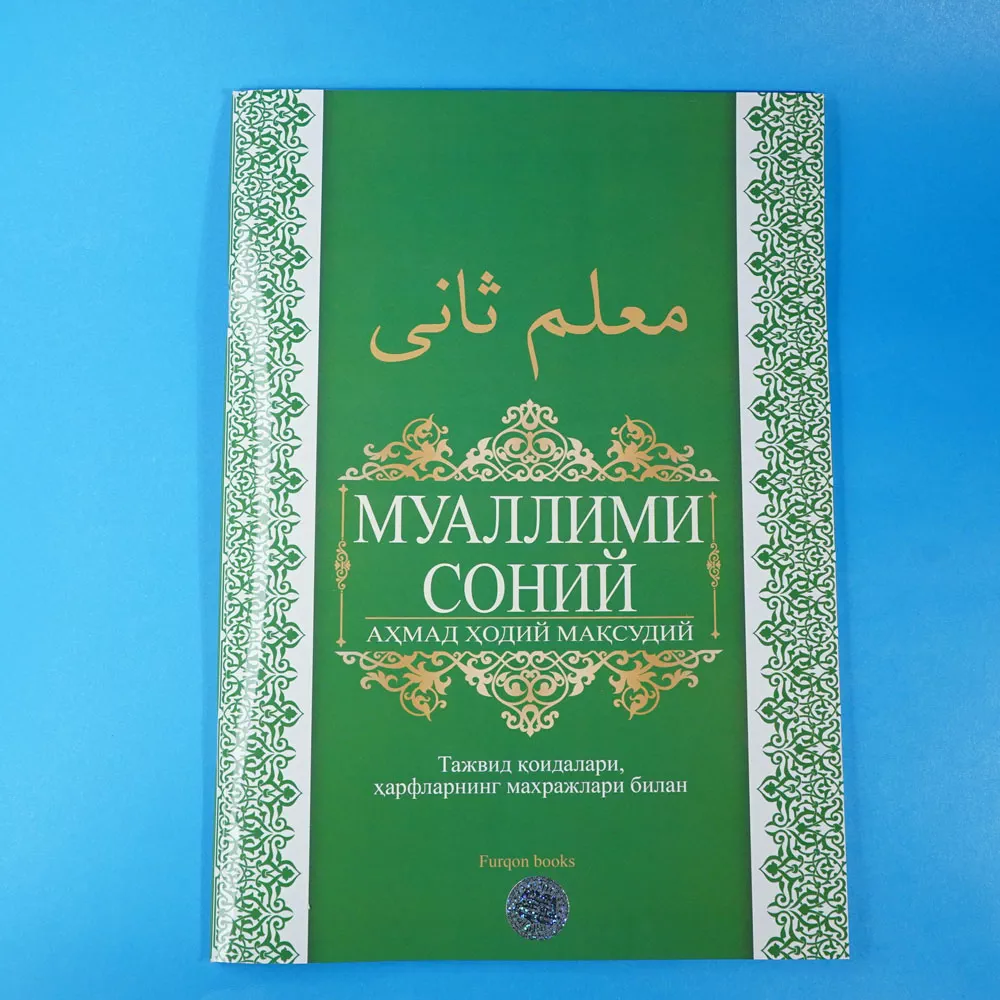 معلم ثانی
МУАЛЛИМИ
СОНИЙ
АҲМАД ҲОДИЙ МАҚСУДИЙ
Тажвид қоидалари,
ҳарфларнинг махражлари билан
Furqon books